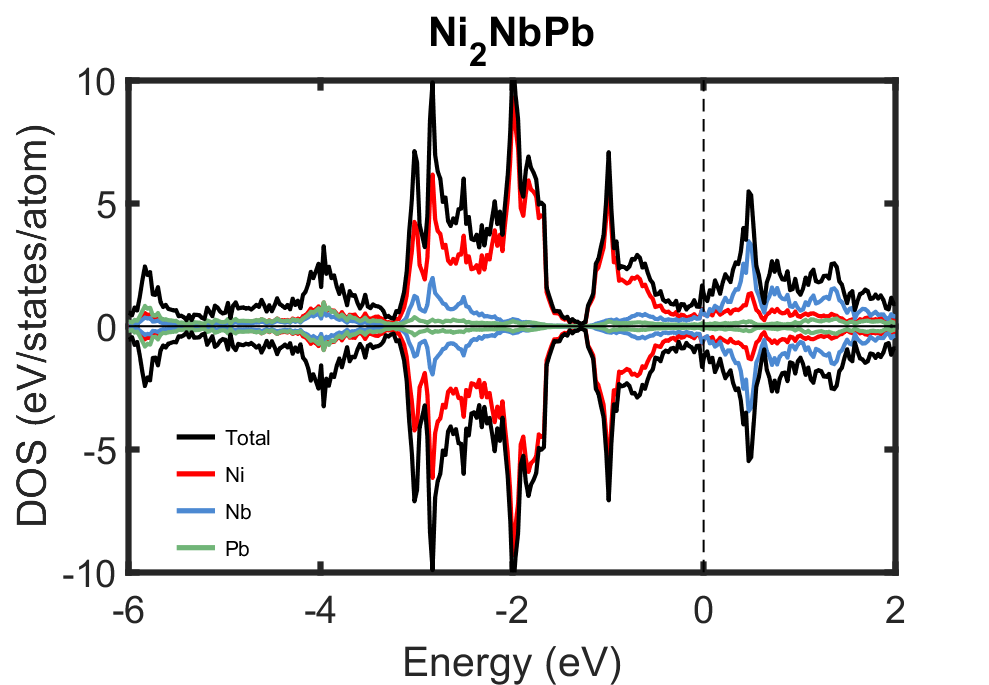 Ni2NbPb
DOS (eV/states/atom)
10
5
0
-5
-10
Total
Ni
Nb
Pb
-6
-4
-2
0
2
Energy (eV)